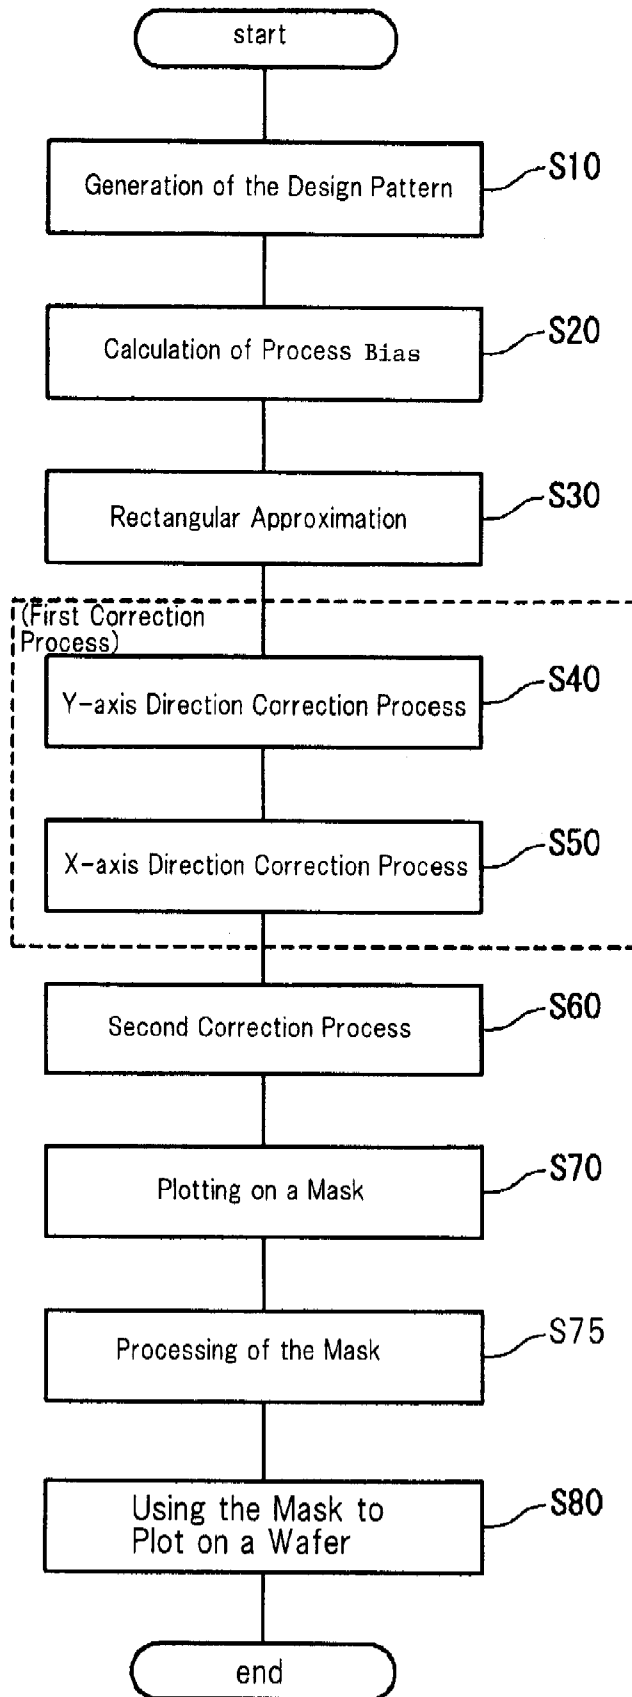 start
Generation of the Design Pattern
S10
Calculation of Process Bias
S20
Rectangular Approximation
S30
(First Correction
Process)
Y-axis Direction Correction Process
S40
X-axis Direction Correction Process
S50
Second Correction Process
S60
Plotting on a Mask
S70
Processing of the Mask
S75
Using the Mask to
Plot on a Wafer
S80
end